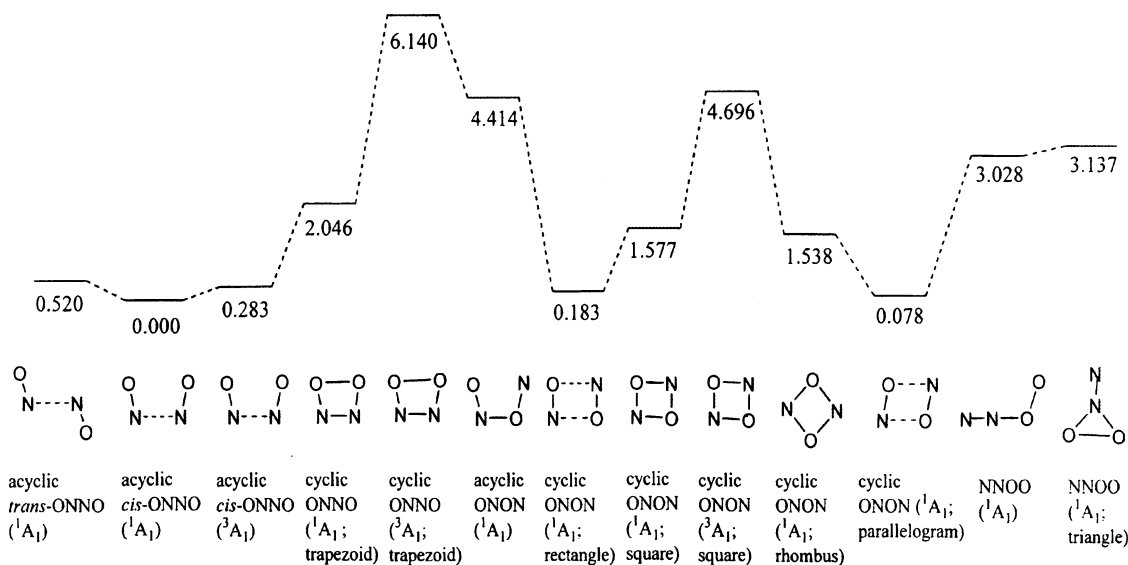 6.140
4.414
4.696
3.028
3.137
2.046
1.577
1.538
0.520
0.000
0.283
0.183
0.078
O N N O
O O N N
O O N N
O O N N
O O N N
O N N O
O N N O
O N N O
O N N O
O N N O
O N N O
N N O O
N N O O
acyclic
trans-ONNO
(¹A₁)
acyclic
cis-ONNO
(¹A₁)
acyclic
cis-ONNO
(³A₁)
cyclic
ONNO
(¹A₁;
trapezoid)
cyclic
ONNO
(³A₁;
trapezoid)
acyclic
ONON
(¹A₁)
cyclic
ONON
(¹A₁;
rectangle)
cyclic
ONON
(¹A₁;
square)
cyclic
ONON
(³A₁;
square)
cyclic
ONON
(¹A₁;
rhombus)
cyclic
ONON (¹A₁;
parallelogram)
NNOO
(¹A₁)
NNOO
(¹A₁;
triangle)